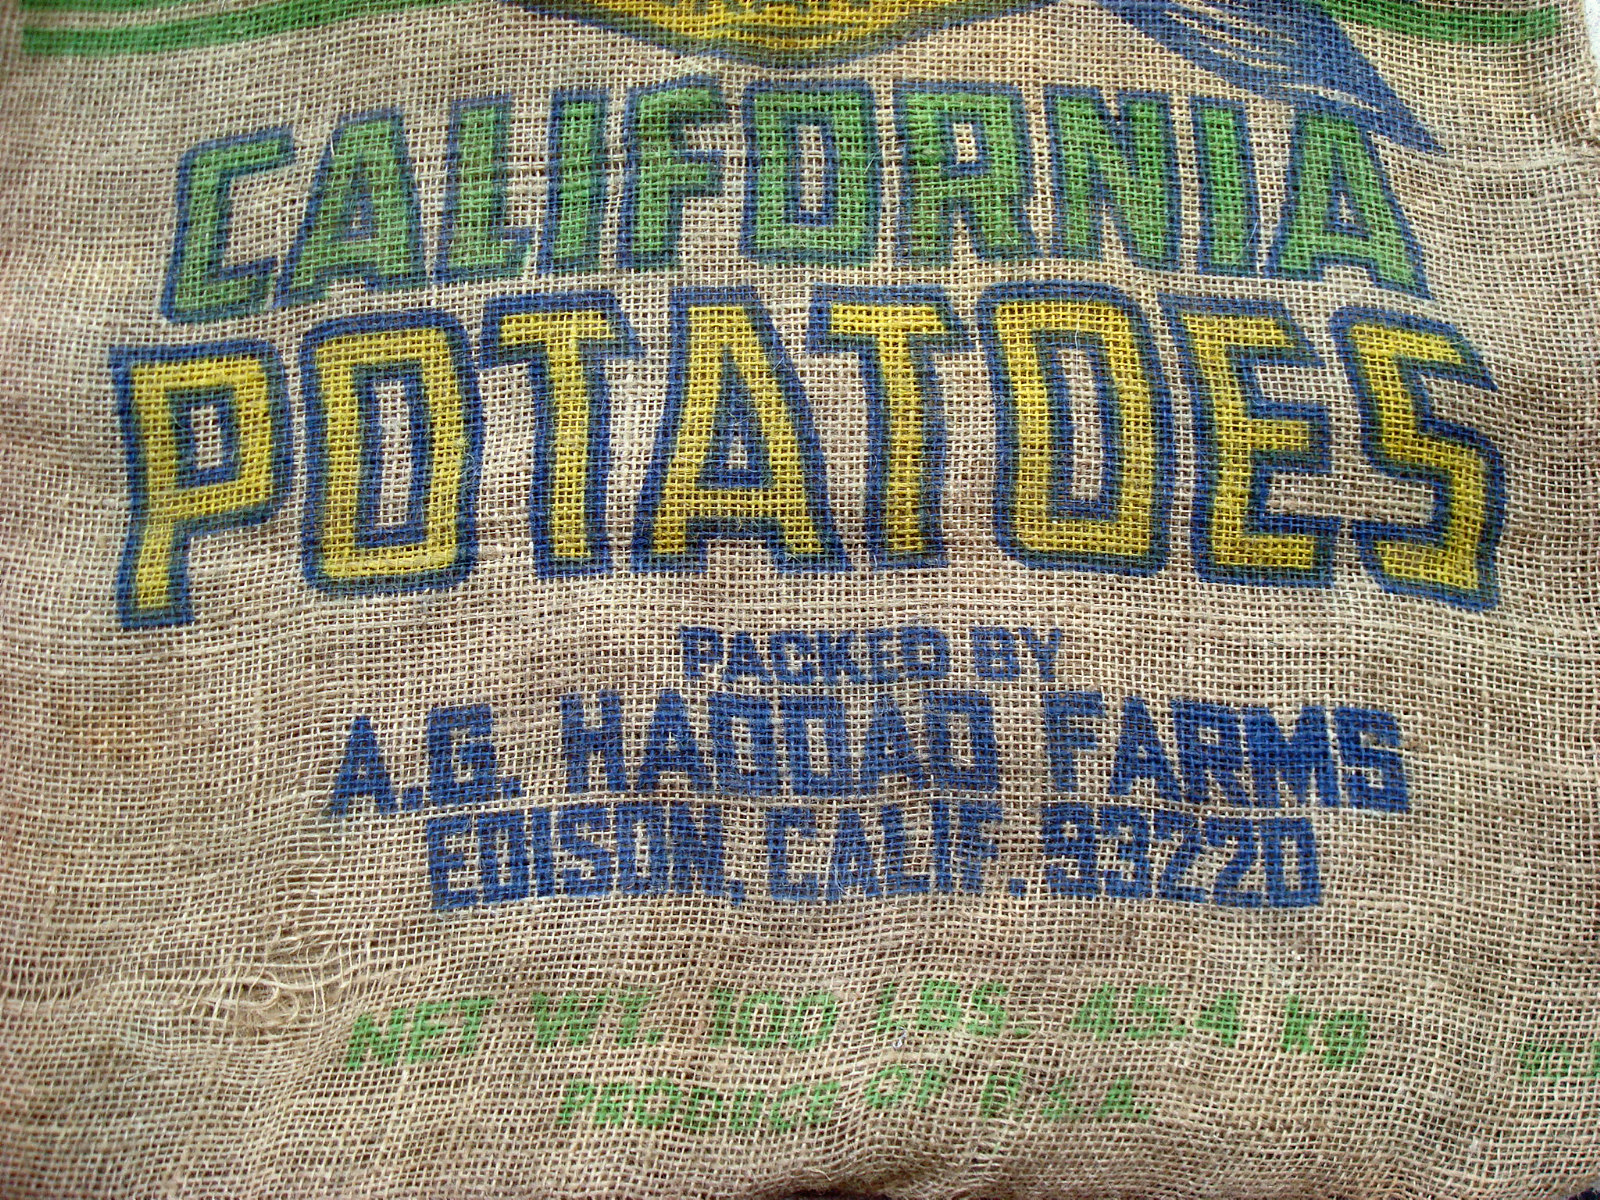 CALIFORNIA
POTATOES
PACKED BY
A.G. HADDAD FARMS
EDISON, CALIF. 93220
NET WT. 100 LBS. 45.4 kg
PRODUCE OF U.S.A.